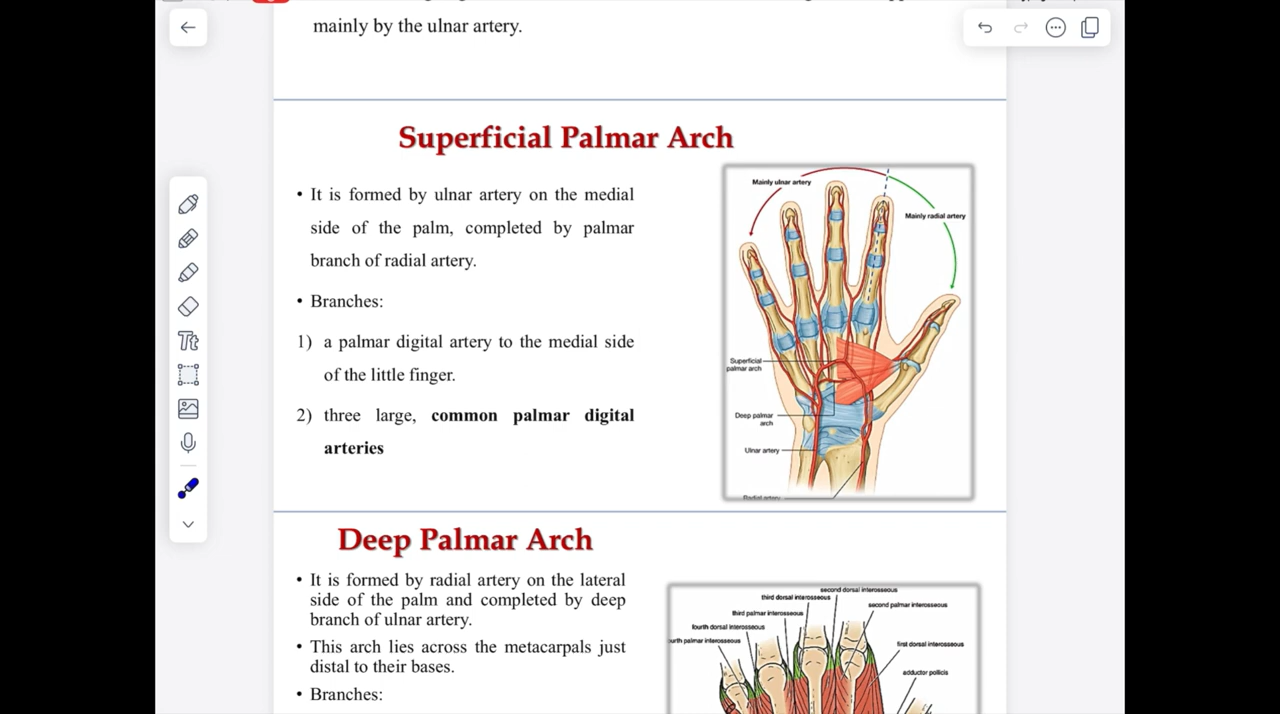 mainly by the ulnar artery.
Superficial Palmar Arch
• It is formed by ulnar artery on the medial
side of the palm, completed by palmar
branch of radial artery.
• Branches:
1) a palmar digital artery to the medial side
of the little finger.
2) three large, common palmar digital
arteries
Mainly ulnar artery
Mainly radial artery
Superficial
palmar arch
Deep palmar
arch
Ulnar artery
Radial artery
Deep Palmar Arch
• It is formed by radial artery on the lateral
side of the palm and completed by deep
branch of ulnar artery.
• This arch lies across the metacarpals just
distal to their bases.
• Branches:
second dorsal interosseous
third dorsal interosseous
second palmar interosseous
third palmar interosseous
fourth dorsal interosseous
urth palmar interosseous
first dorsal interosseous
adductor pollicis
Tt